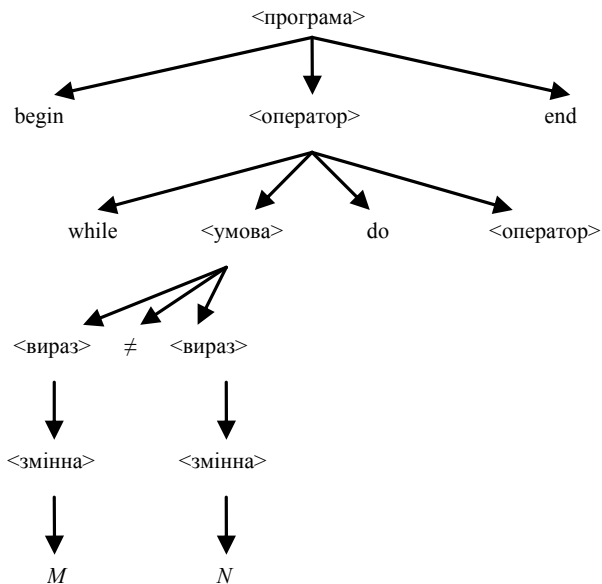 <програма>
begin <оператор> end
while <умова> do <оператор>
<вираз> ≠ <вираз>
<змінна> <змінна>
M N